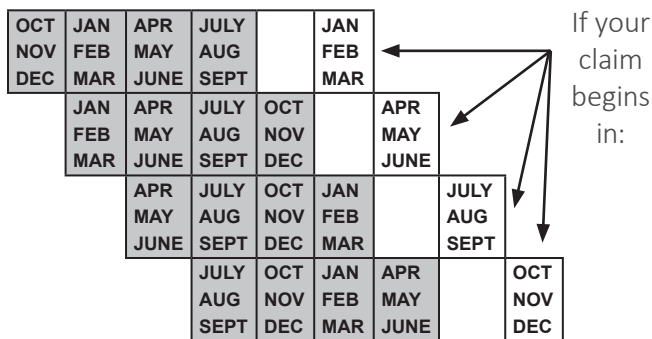 OCT JAN APR JULY JAN
NOV FEB MAY AUG FEB
DEC MAR JUNE SEPT MAR
JAN APR JULY OCT APR
FEB MAY AUG NOV MAY
MAR JUNE SEPT DEC JUNE
APR JULY OCT JAN JULY
MAY AUG NOV FEB AUG
JUNE SEPT DEC MAR SEPT
JULY OCT JAN APR OCT
AUG NOV FEB MAY NOV
SEPT DEC MAR JUNE DEC
If your
claim
begins
in: